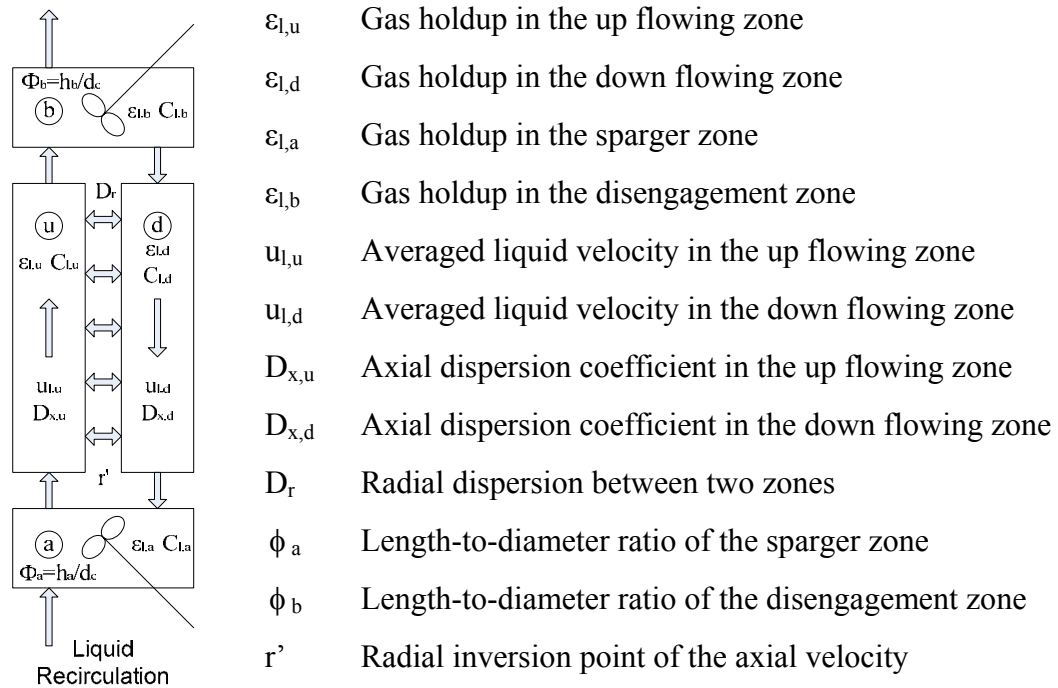 Φb=hb/dc
b
εl,b Cl,b
Dr
u
εl,u Cl,u
ul,u
Dx,u
d
εl,d
Cl,d
ul,d
Dx,d
r'
a
εl,a Cl,a
Φa=ha/dc
Liquid
Recirculation
εl,u Gas holdup in the up flowing zone
εl,d Gas holdup in the down flowing zone
εl,a Gas holdup in the sparger zone
εl,b Gas holdup in the disengagement zone
ul,u Averaged liquid velocity in the up flowing zone
ul,d Averaged liquid velocity in the down flowing zone
Dx,u Axial dispersion coefficient in the up flowing zone
Dx,d Axial dispersion coefficient in the down flowing zone
Dr Radial dispersion between two zones
ϕ a Length-to-diameter ratio of the sparger zone
ϕ b Length-to-diameter ratio of the disengagement zone
r’ Radial inversion point of the axial velocity